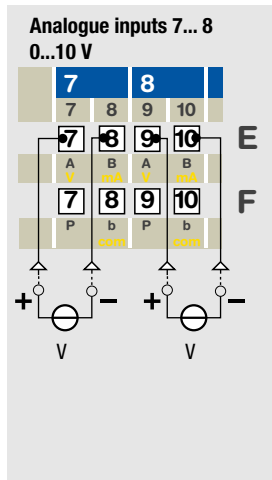 Analogue inputs 7... 8
0...10 V
7 8
7 8 9 10
7 8 9 10 E
A B A B
V mA V mA
7 8 9 10 F
P b P b
com com
+ - + -
V V